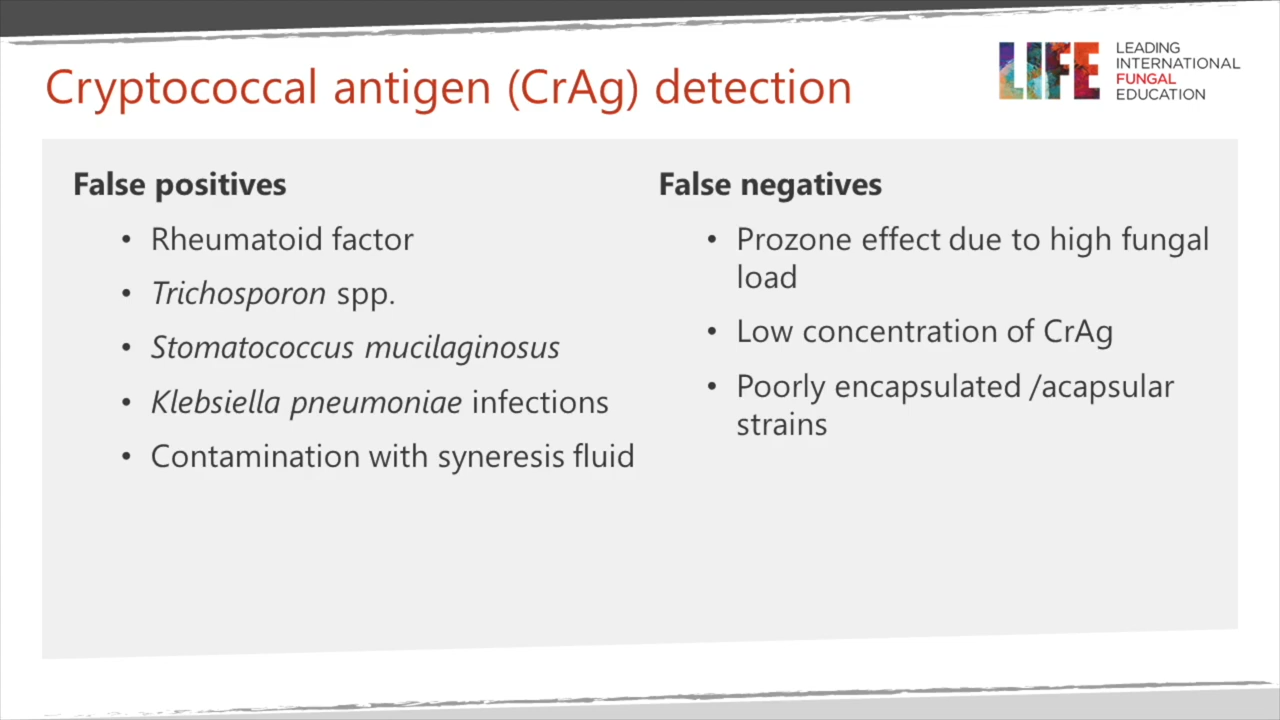 Cryptococcal antigen (CrAg) detection
LIFE
LEADING
INTERNATIONAL
FUNGAL
EDUCATION
False positives
• Rheumatoid factor
• Trichosporon spp.
• Stomatococcus mucilaginosus
• Klebsiella pneumoniae infections
• Contamination with syneresis fluid
False negatives
• Prozone effect due to high fungal
load
• Low concentration of CrAg
• Poorly encapsulated /acapsular
strains